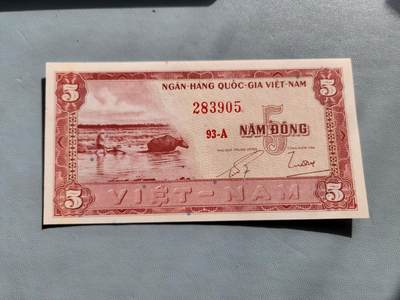 NGÂN-HÀNG QUỐC-GIA VIỆT-NAM
5
283905
5
93-A NĂM ĐỒNG
VIỆT-NAM
5
5